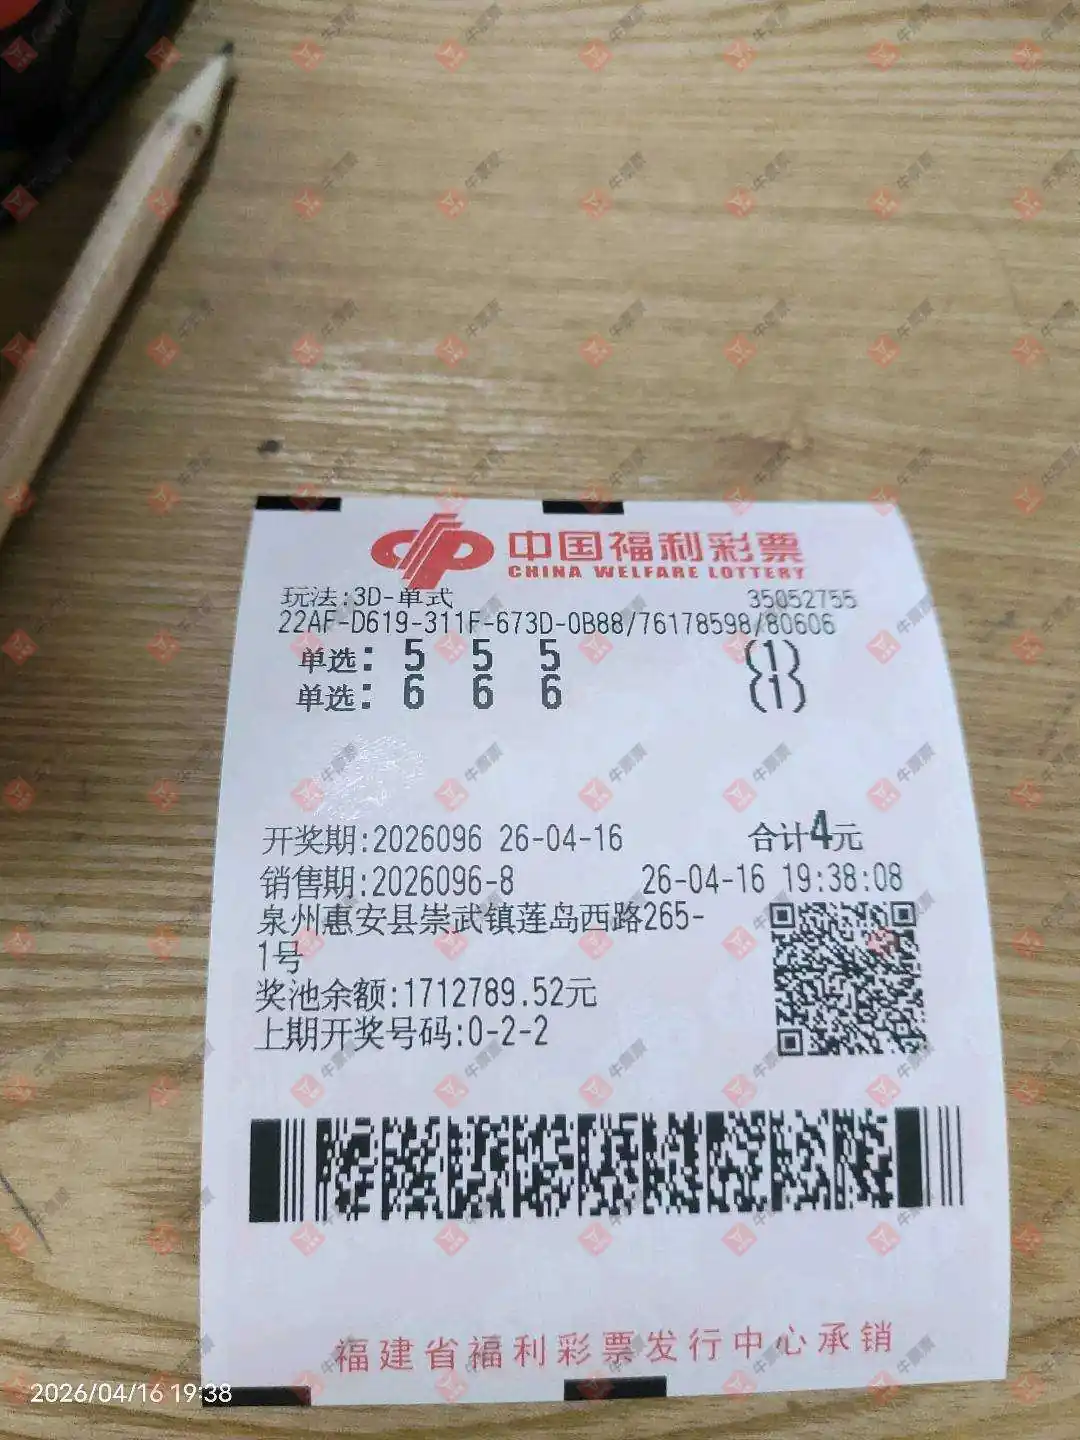 中国福利彩票
CHINA WELFARE LOTTERY
玩法:3D-单式 35052755
22AF-D619-311F-673D-0B88/76178598/80606
单选: 5 5 5 (1)
单选: 6 6 6 (1)
开奖期:2026096 26-04-16 合计4元
销售期:2026096-8 26-04-16 19:38:08
泉州惠安县崇武镇莲岛西路265-
1号
奖池余额:1712789.52元
上期开奖号码:0-2-2
福建省福利彩票发行中心承销
2026/04/16 19:38
牛票票